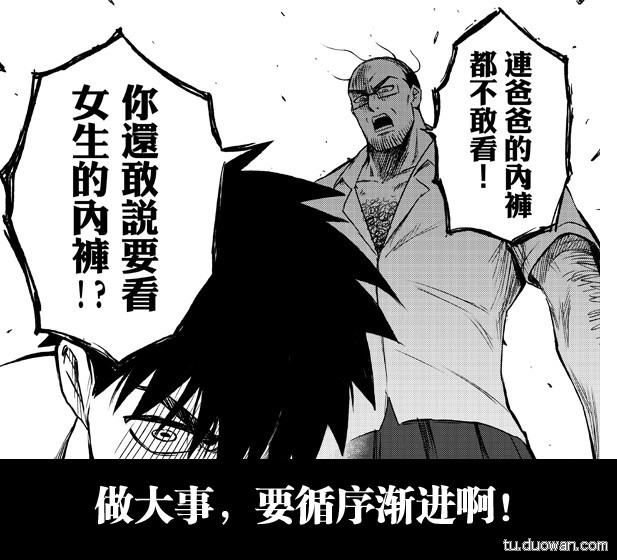 連爸爸的內褲
都不敢看！
你還敢說要看
女生的內褲!?
做大事，要循序渐进啊！
tu.duowan.com